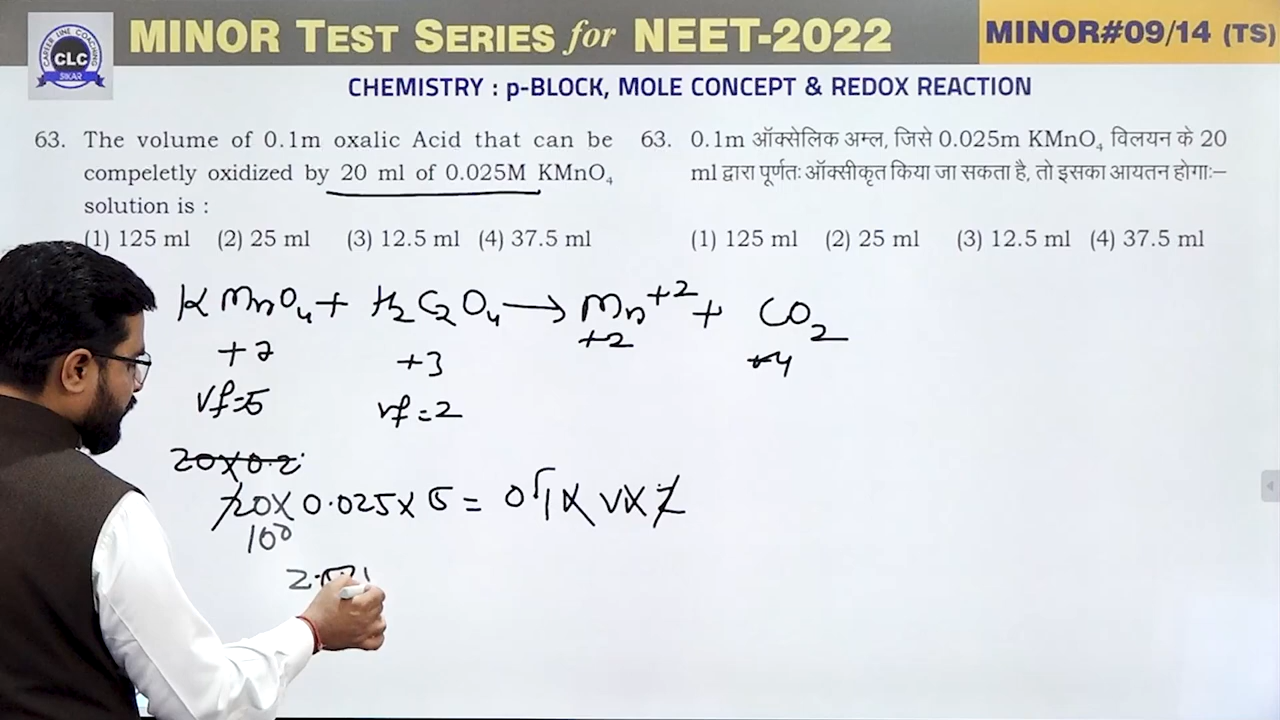 CAREER LINE COACHING
CLC
SIKAR
MINOR TEST SERIES for NEET-2022
MINOR#09/14 (TS)
CHEMISTRY : p-BLOCK, MOLE CONCEPT & REDOX REACTION
63. The volume of 0.1m oxalic Acid that can be
compeletly oxidized by 20 ml of 0.025M KMnO₄
solution is :
(1) 125 ml (2) 25 ml (3) 12.5 ml (4) 37.5 ml
63. 0.1m ऑक्सेलिक अम्ल, जिसे 0.025m KMnO₄ विलयन के 20
ml द्वारा पूर्णतः ऑक्सीकृत किया जा सकता है, तो इसका आयतन होगाः–
(1) 125 ml (2) 25 ml (3) 12.5 ml (4) 37.5 ml
KMnO₄ + H₂C₂O₄ → Mn⁺² + CO₂
+7 +3 +2 +4
vf=5 vf=2
20×0.2
20×0.025×5 = 0.1×V×2
10